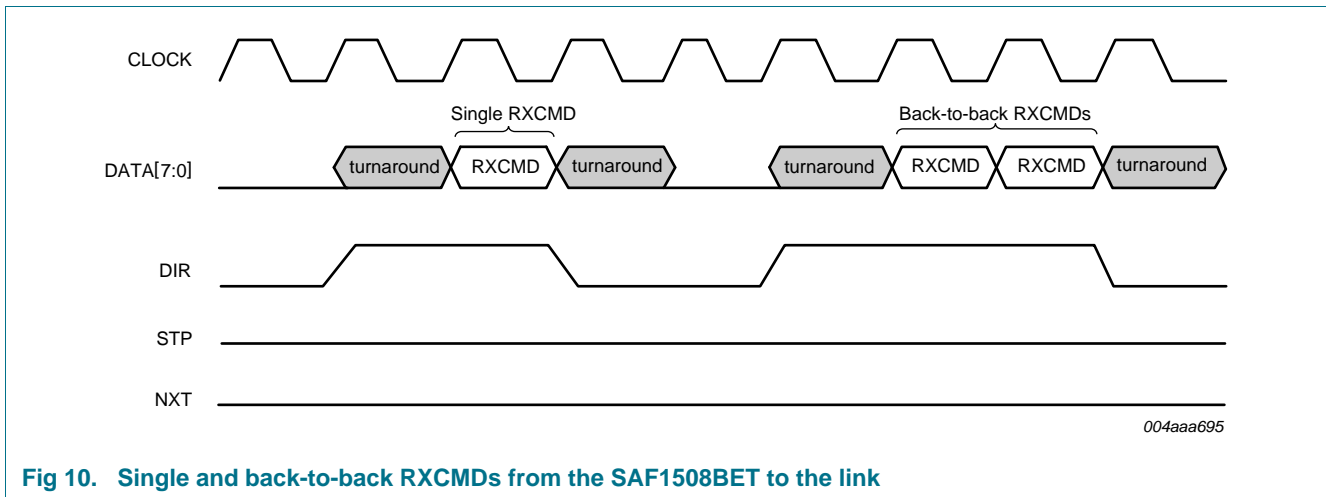 CLOCK
Single RXCMD
Back-to-back RXCMDs
DATA[7:0]
turnaround
RXCMD
turnaround
turnaround
RXCMD
RXCMD
turnaround
DIR
STP
NXT
004aaa695
Fig 10. Single and back-to-back RXCMDs from the SAF1508BET to the link